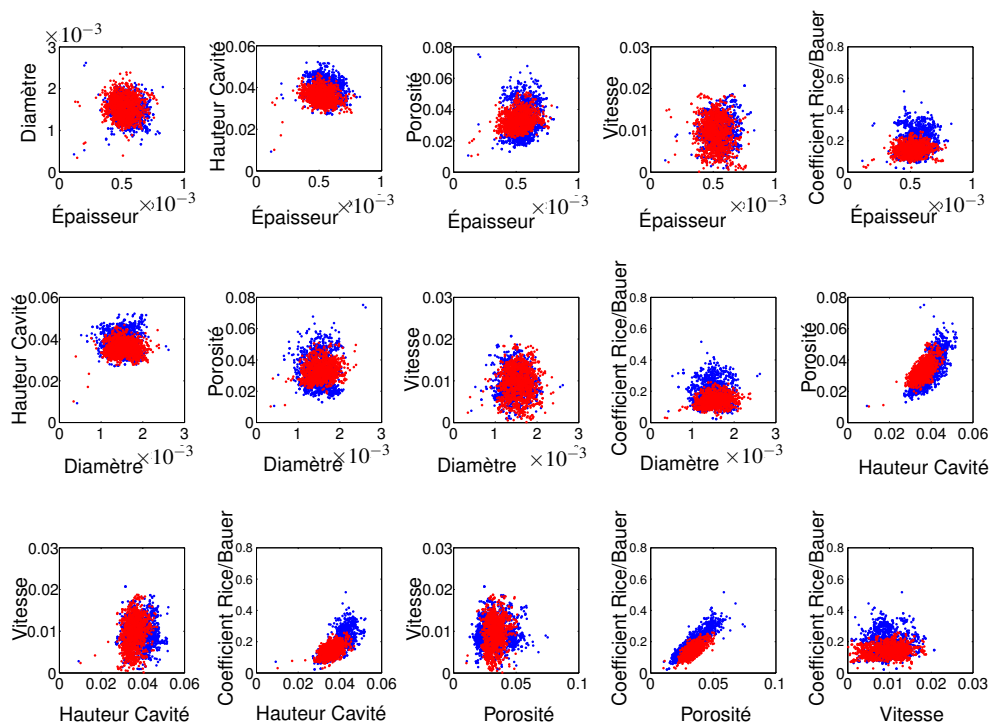 ×10⁻³
3
2
1
0
Diamètre
0 0.5 1
×10⁻³
Épaisseur
0.06
0.04
0.02
0
Hauteur Cavité
0 0.5 1
×10⁻³
Épaisseur
0.08
0.06
0.04
0.02
0
Porosité
0 0.5 1
×10⁻³
Épaisseur
0.03
0.02
0.01
0
Vitesse
0 0.5 1
×10⁻³
Épaisseur
0.8
0.6
0.4
0.2
0
Coefficient Rice/Bauer
0 0.5 1
×10⁻³
Épaisseur
0.06
0.04
0.02
0
Hauteur Cavité
0 1 2 3
×10⁻³
Diamètre
0.08
0.06
0.04
0.02
0
Porosité
0 1 2 3
×10⁻³
Diamètre
0.03
0.02
0.01
0
Vitesse
0 1 2 3
×10⁻³
Diamètre
0.8
0.6
0.4
0.2
0
Coefficient Rice/Bauer
0 1 2 3
×10⁻³
Diamètre
0.08
0.06
0.04
0.02
0
Porosité
0 0.02 0.04 0.06
Hauteur Cavité
0.03
0.02
0.01
0
Vitesse
0 0.02 0.04 0.06
Hauteur Cavité
0.8
0.6
0.4
0.2
0
Coefficient Rice/Bauer
0 0.02 0.04 0.06
Hauteur Cavité
0.03
0.02
0.01
0
Vitesse
0 0.05 0.1
Porosité
0.8
0.6
0.4
0.2
0
Coefficient Rice/Bauer
0 0.05 0.1
Porosité
0.8
0.6
0.4
0.2
0
Coefficient Rice/Bauer
0 0.01 0.02 0.03
Vitesse